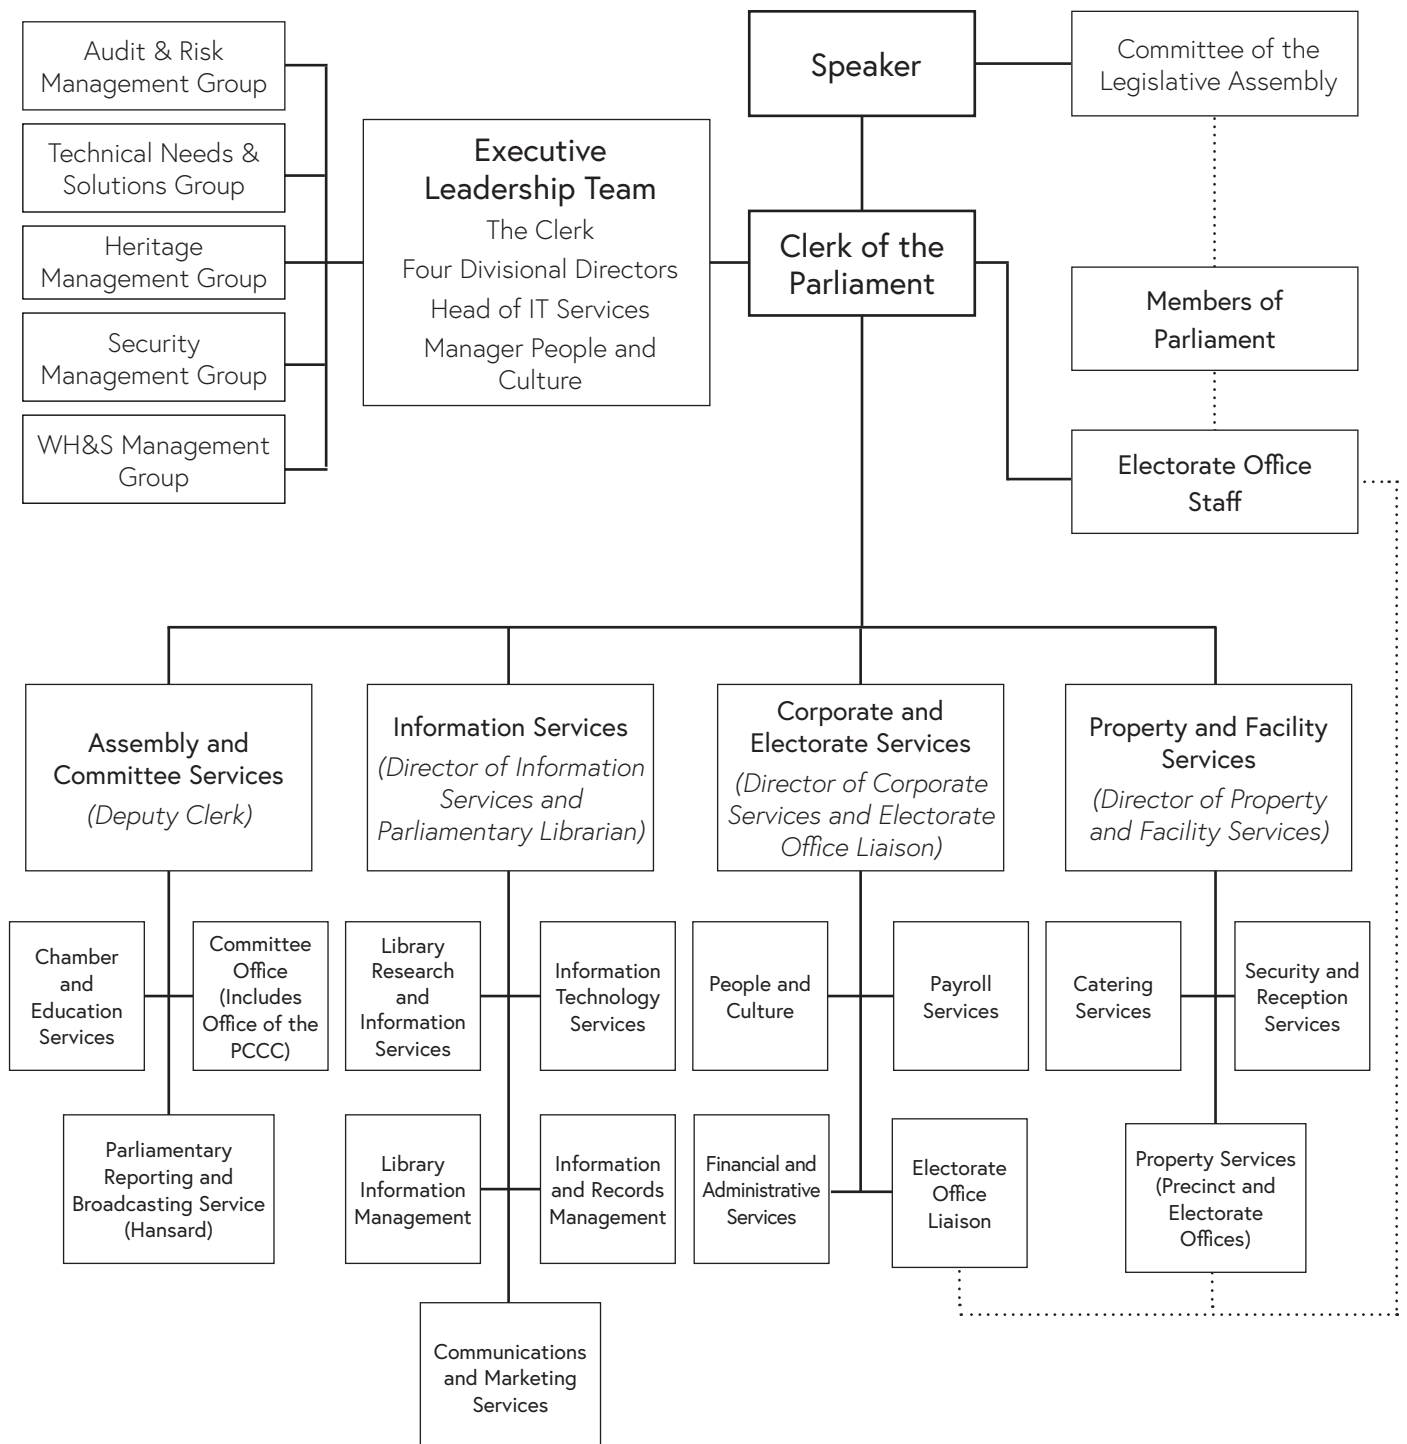 Audit & Risk
Management Group
Technical Needs &
Solutions Group
Heritage
Management Group
Security
Management Group
WH&S Management
Group
Executive
Leadership Team
The Clerk
Four Divisional Directors
Head of IT Services
Manager People and
Culture
Speaker
Clerk of the
Parliament
Committee of the
Legislative Assembly
Members of
Parliament
Electorate Office
Staff
Assembly and
Committee Services
(Deputy Clerk)
Information Services
(Director of Information
Services and
Parliamentary Librarian)
Corporate and
Electorate Services
(Director of Corporate
Services and Electorate
Office Liaison)
Property and Facility
Services
(Director of Property
and Facility Services)
Chamber
and
Education
Services
Committee
Office
(Includes
Office of the
PCCC)
Parliamentary
Reporting and
Broadcasting Service
(Hansard)
Library
Research
and
Information
Services
Information
Technology
Services
Library
Information
Management
Information
and Records
Management
Communications
and Marketing
Services
People and
Culture
Payroll
Services
Financial and
Administrative
Services
Electorate
Office
Liaison
Catering
Services
Security and
Reception
Services
Property Services
(Precinct and
Electorate
Offices)